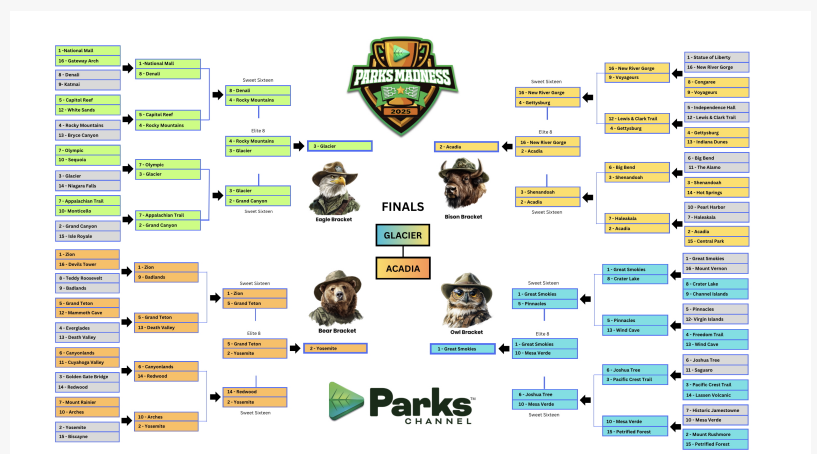 1 -National Mall
16 - Gateway Arch
8 - Denali
9- Katmai
5 - Capitol Reef
12 - White Sands
4 - Rocky Mountains
13 - Bryce Canyon
7 - Olympic
10 - Sequoia
3 - Glacier
14 - Niagara Falls
7 - Appalachian Trail
10- Monticello
2 - Grand Canyon
15 - Isle Royale
1 -National Mall
8 - Denali
5 - Capitol Reef
4 - Rocky Mountains
7 - Olympic
3 - Glacier
7 - Appalachian Trail
2 - Grand Canyon
Sweet Sixteen
8 - Denali
4 - Rocky Mountains
Elite 8
4 - Rocky Mountains
3 - Glacier
3 - Glacier
2 - Grand Canyon
Sweet Sixteen
3 - Glacier
Eagle Bracket
PARKS MADNESS
2025
FINALS
GLACIER
ACADIA
Sweet Sixteen
16 - New River Gorge
4 - Gettysburg
Elite 8
16 - New River Gorge
2 - Acadia
2 - Acadia
3 - Shenandoah
2 - Acadia
Sweet Sixteen
Bison Bracket
16 - New River Gorge
9 - Voyageurs
12 - Lewis & Clark Trail
4 - Gettysburg
6 - Big Bend
3 - Shenandoah
7 - Haleakala
2 - Acadia
1 - Statue of Liberty
16 - New River Gorge
8 - Congaree
9 - Voyageurs
5 - Independence Hall
12 - Lewis & Clark Trail
4 - Gettysburg
13 - Indiana Dunes
6 - Big Bend
11 - The Alamo
3 - Shenandoah
14 - Hot Springs
10 - Pearl Harbor
7 - Haleakala
2 - Acadia
15 - Central Park
1 - Zion
16 - Devils Tower
8 - Teddy Roosevelt
9 - Badlands
5 - Grand Teton
12 - Mammoth Cave
4 - Everglades
13 - Death Valley
6 - Canyonlands
11 - Cuyahoga Valley
3 - Golden Gate Bridge
14 - Redwood
7 - Mount Rainier
10 - Arches
2 - Yosemite
15 - Biscayne
1 - Zion
9 - Badlands
5 - Grand Teton
13 - Death Valley
6 - Canyonlands
14 - Redwood
10 - Arches
2 - Yosemite
Sweet Sixteen
1 - Zion
5 - Grand Teton
Elite 8
5 - Grand Teton
2 - Yosemite
14 - Redwood
2 - Yosemite
Sweet Sixteen
2 - Yosemite
Bear Bracket
Parks™
CHANNEL
Owl Bracket
1 - Great Smokies
Sweet Sixteen
1 - Great Smokies
5 - Pinnacles
Elite 8
1 - Great Smokies
10 - Mesa Verde
6 - Joshua Tree
10 - Mesa Verde
Sweet Sixteen
1 - Great Smokies
8 - Crater Lake
5 - Pinnacles
13 - Wind Cave
6 - Joshua Tree
3 - Pacific Crest Trail
10 - Mesa Verde
15 - Petrified Forest
1 - Great Smokies
16 - Mount Vernon
8 - Crater Lake
9 - Channel Islands
5 - Pinnacles
12- Virgin Islands
4 - Freedom Trail
13 - Wind Cave
6 - Joshua Tree
11 - Saguaro
3 - Pacific Crest Trail
14 - Lassen Volcanic
7 - Historic Jamestowne
10 - Mesa Verde
2 - Mount Rushmore
15 - Petrified Forest